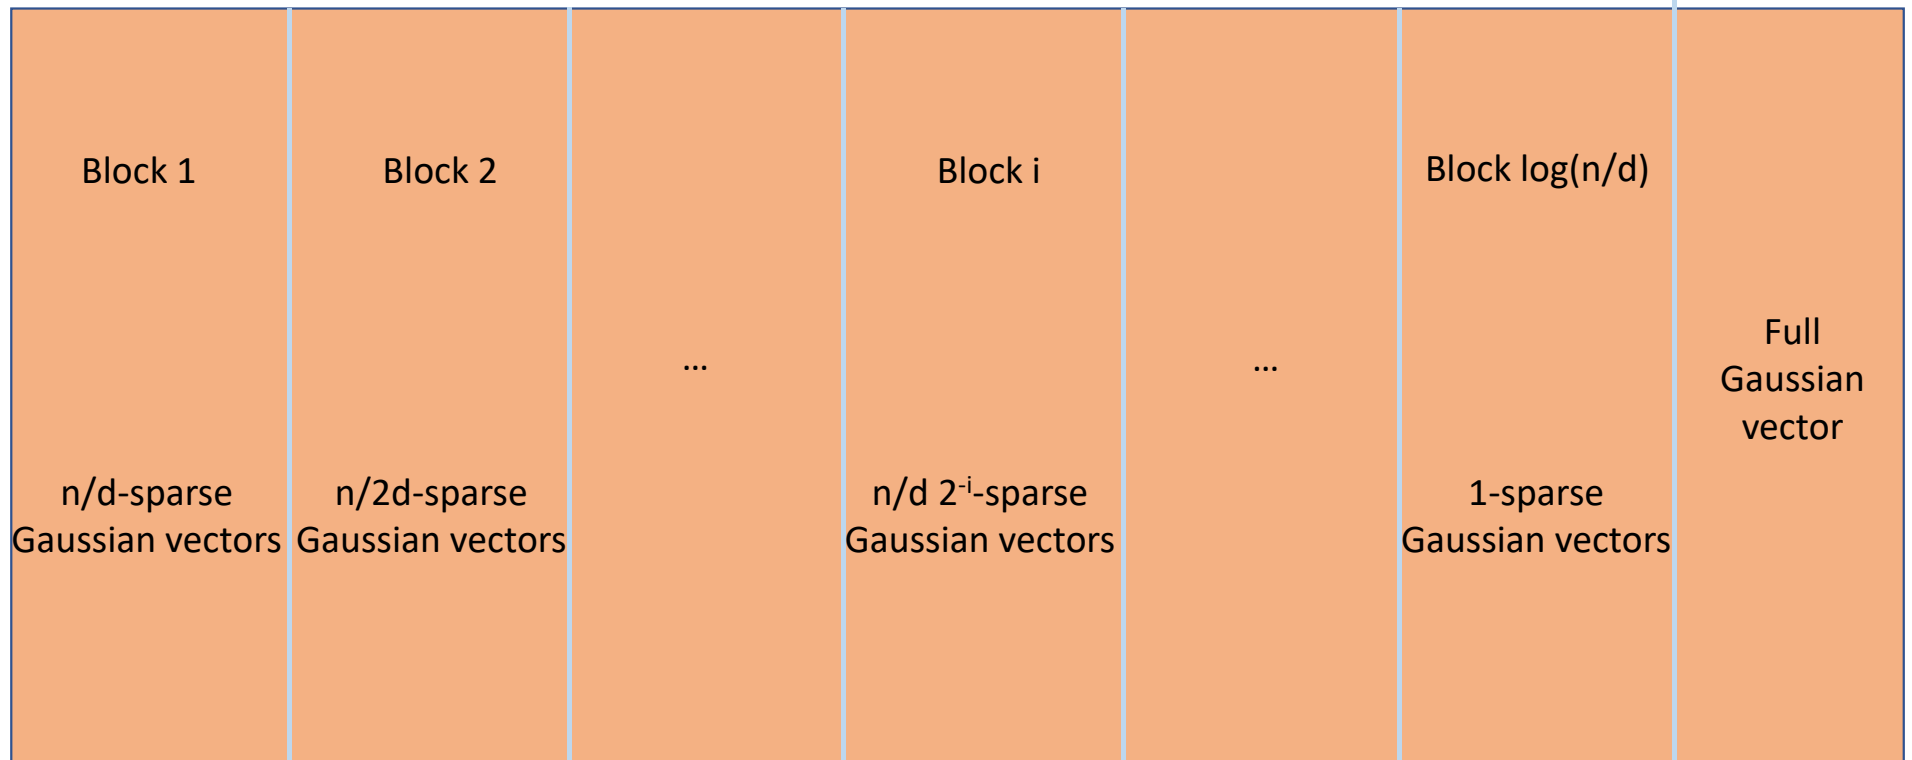 Block 1
n/d-sparse
Gaussian vectors
Block 2
n/2d-sparse
Gaussian vectors
...
Block i
n/d 2⁻ⁱ-sparse
Gaussian vectors
...
Block log(n/d)
1-sparse
Gaussian vectors
Full
Gaussian
vector